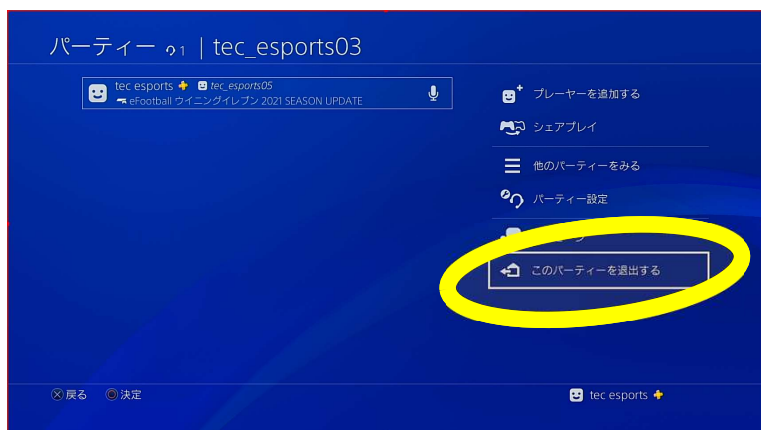 パーティー 1 | tec_esports03
tec esports tec_esports05
eFootball ウイニングイレブン 2021 SEASON UPDATE
プレーヤーを追加する
シェアプレイ
他のパーティーをみる
パーティー設定
このパーティーを退出する
戻る 決定
tec esports